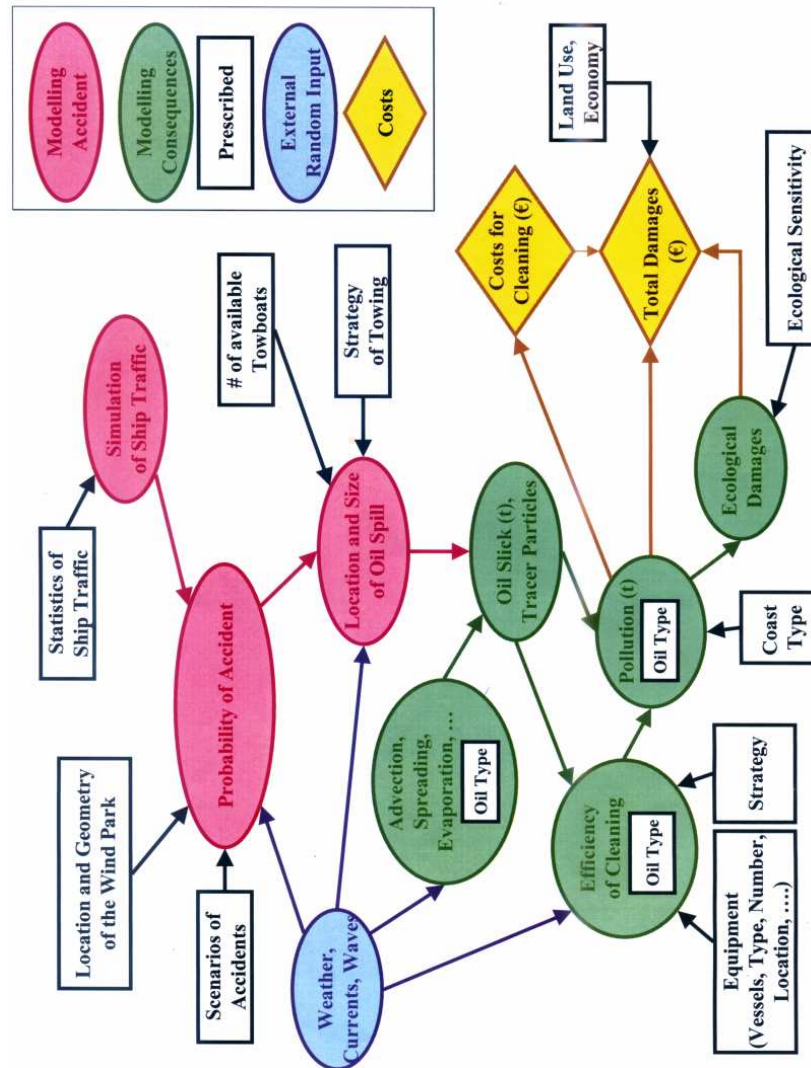 Statistics of
Ship Traffic
Simulation
of Ship Traffic
Location and Geometry
of the Wind Park
Probability of Accident
Scenarios of
Accidents
# of available
Towboats
Location and Size
of Oil Spill
Strategy
of Towing
Weather,
Currents, Waves
Advection,
Spreading,
Evaporation, …
Oil Type
Oil Slick (t),
Tracer Particles
Efficiency
of Cleaning
Oil Type
Pollution (t)
Oil Type
Equipment
(Vessels, Type, Number,
Location, ….)
Strategy
Coast
Type
Ecological
Damages
Ecological Sensitivity
Costs for
Cleaning (€)
Total Damages
(€)
Land Use,
Economy
Modelling
Accident
Modelling
Consequences
Prescribed
External
Random Input
Costs